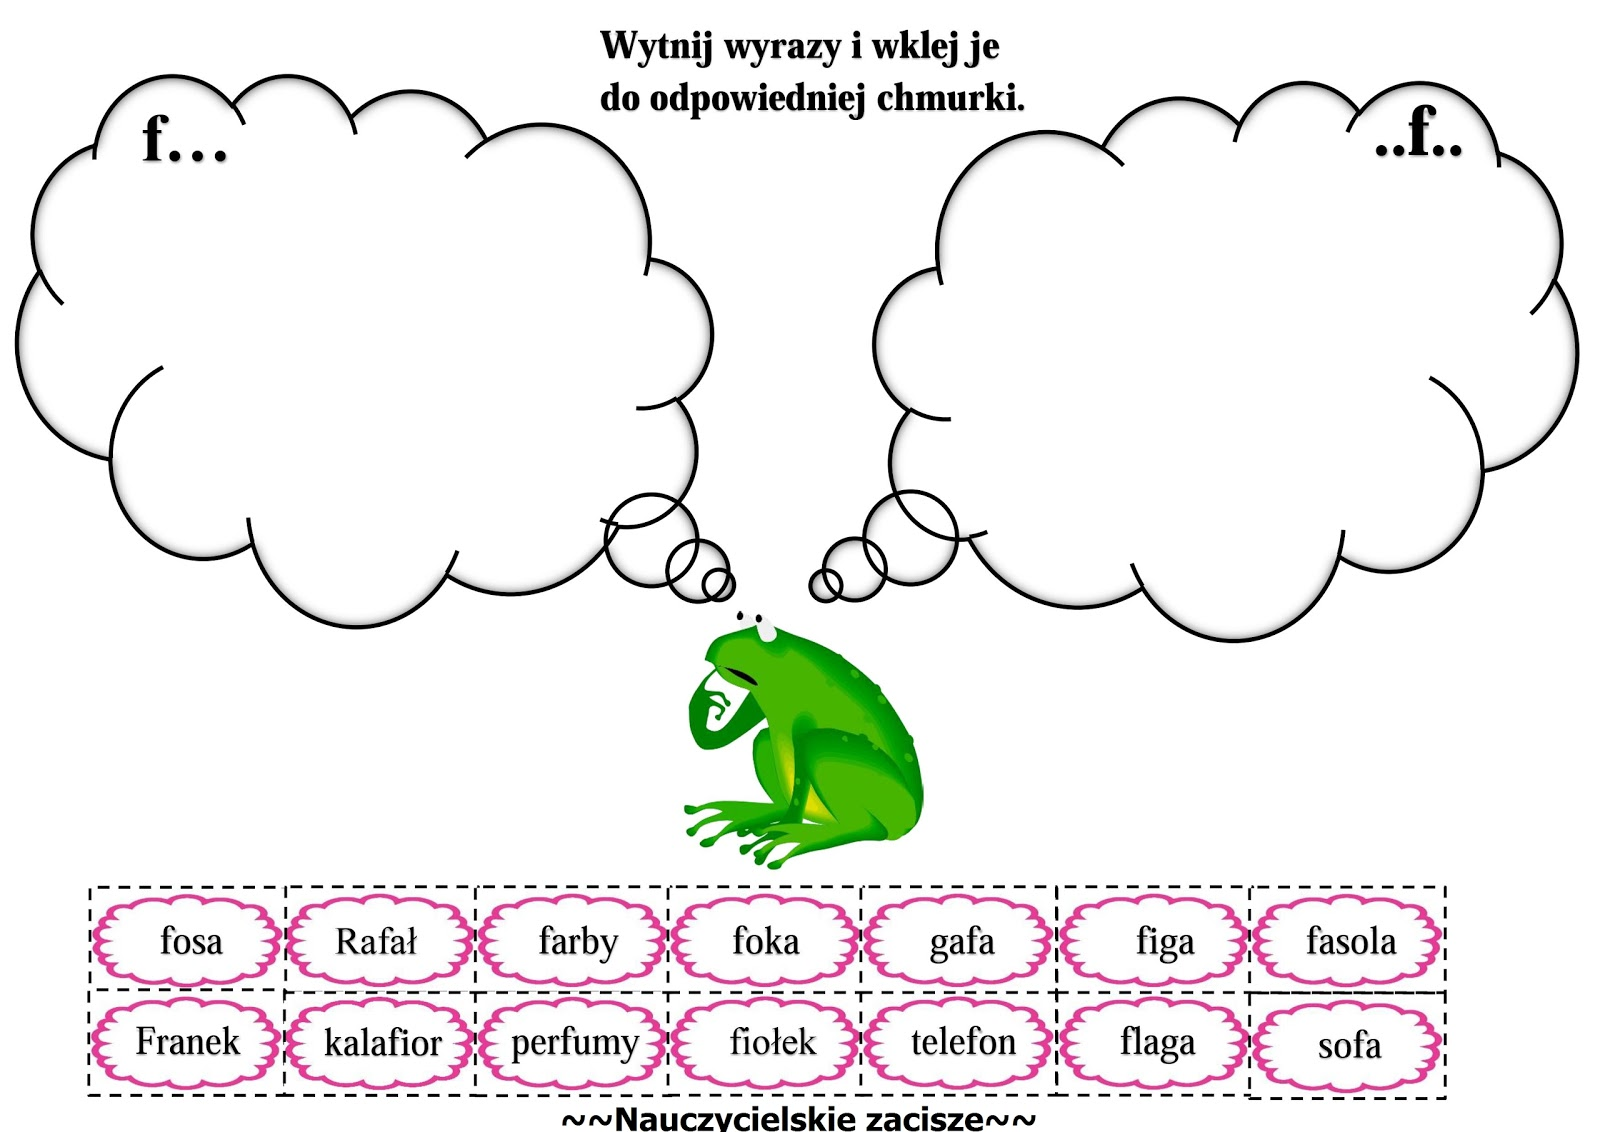 Wytnij wyrazy i wklej je
do odpowiedniej chmurki.
f...
..f..
fosa Rafał farby foka gafa figa fasola
Franek kalafior perfumy fiołek telefon flaga sofa
~~Nauczycielskie zacisze~~